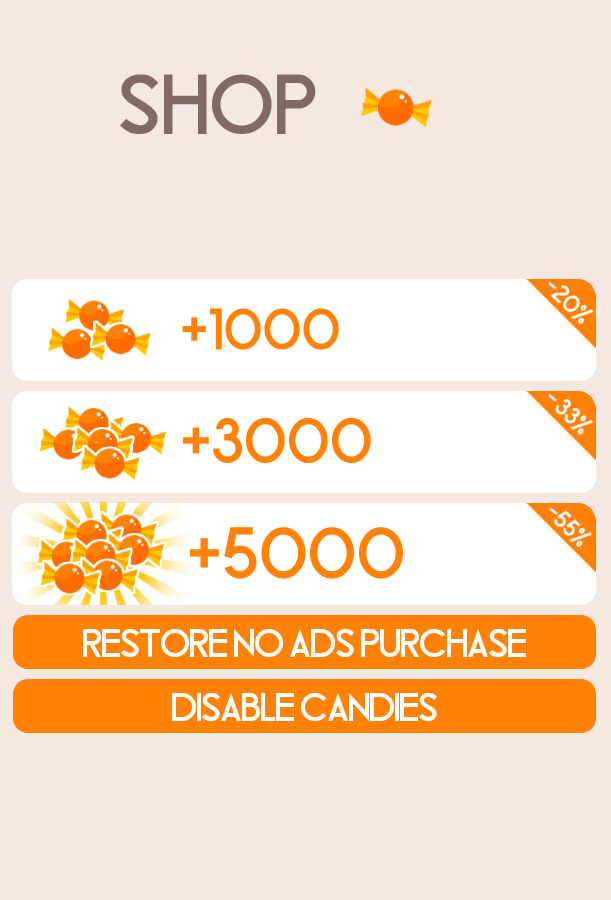 SHOP
+1000
-20%
+3000
-33%
+5000
-55%
RESTORE NO ADS PURCHASE
DISABLE CANDIES